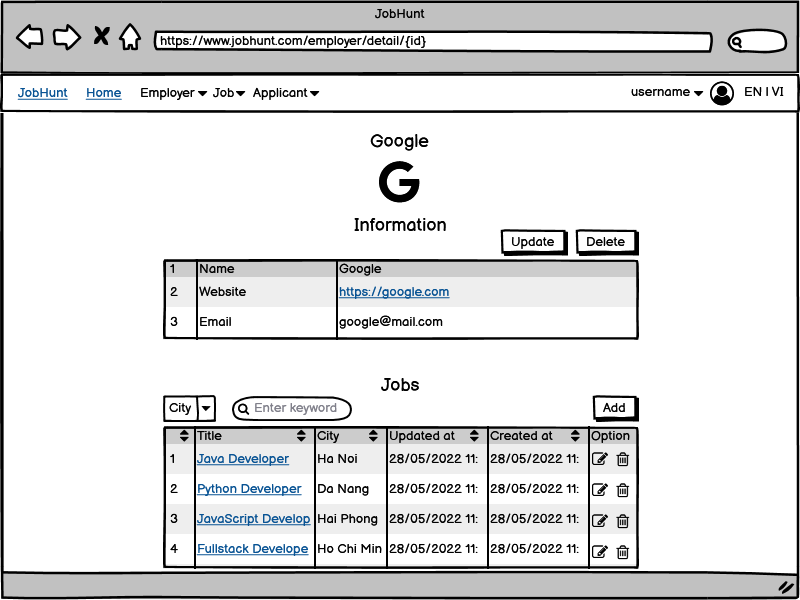 JobHunt
https://www.jobhunt.com/employer/detail/{id}
JobHunt Home Employer Job Applicant username EN | VI
Google
G
Information
Update Delete
1 Name Google
2 Website https://google.com
3 Email google@mail.com
Jobs
City Enter keyword Add
Title City Updated at Created at Option
1 Java Developer Ha Noi 28/05/2022 11: 28/05/2022 11:
2 Python Developer Da Nang 28/05/2022 11: 28/05/2022 11:
3 JavaScript Develop Hai Phong 28/05/2022 11: 28/05/2022 11:
4 Fullstack Develope Ho Chi Min 28/05/2022 11: 28/05/2022 11: